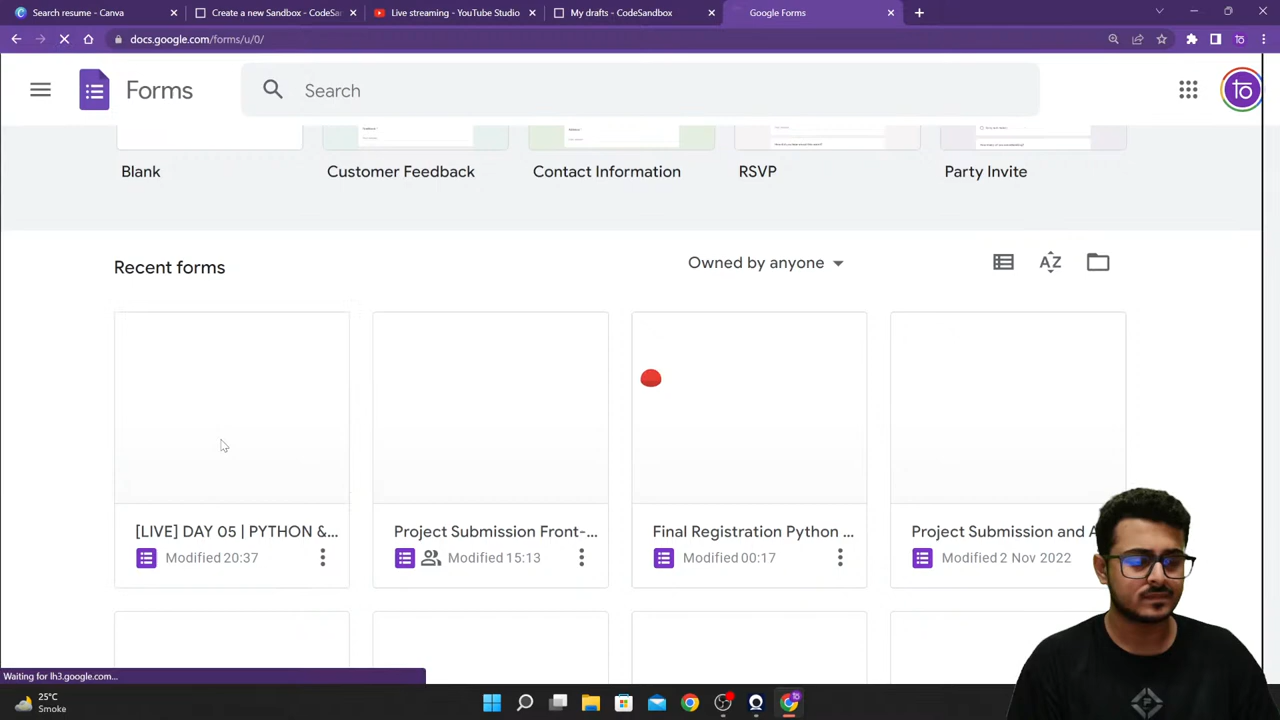 Search resume - Canva
Create a new Sandbox - CodeSa
Live streaming - YouTube Studio
My drafts - CodeSandbox
Google Forms
docs.google.com/forms/u/0/
Forms
Search
Blank
Customer Feedback
Contact Information
RSVP
Party Invite
Recent forms
Owned by anyone
AZ
[LIVE] DAY 05 | PYTHON &...
Project Submission Front-...
Final Registration Python ...
Project Submission and A
Modified 20:37
Modified 15:13
Modified 00:17
Modified 2 Nov 2022
Waiting for lh3.google.com...
25°C
Smoke